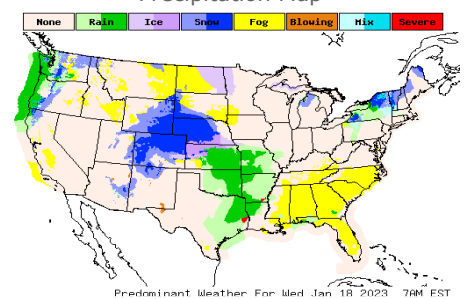 Precipitation Map
None Rain Ice Snow Fog Blowing Mix Severe
Predominant Weather For Wed Jan 18 2023 7AM EST